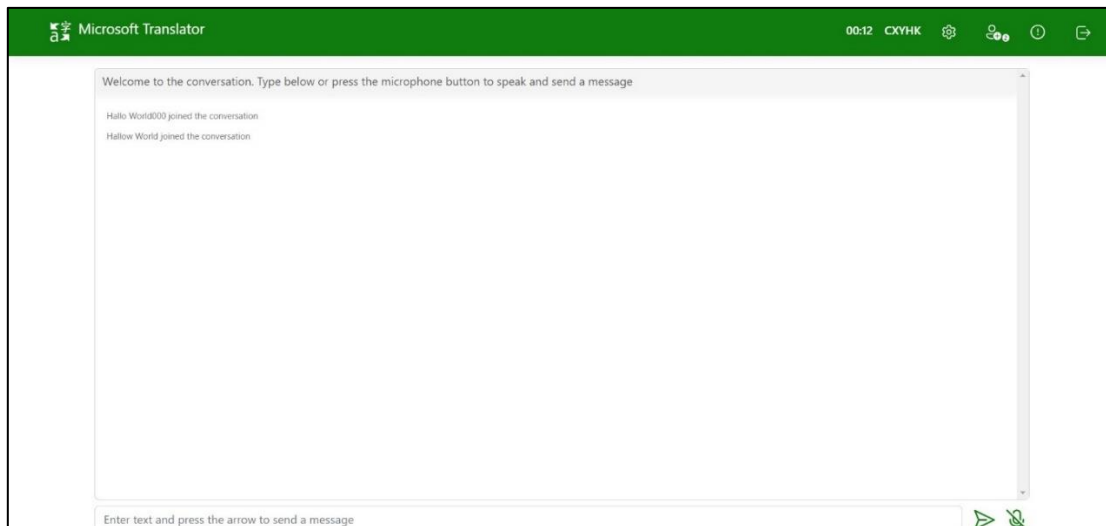 Microsoft Translator 00:12 CXYHK
Welcome to the conversation. Type below or press the microphone button to speak and send a message
Hallo World000 joined the conversation
Hallow World joined the conversation
Enter text and press the arrow to send a message